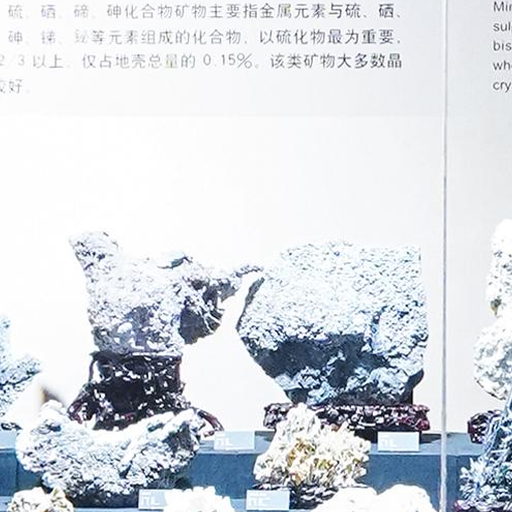 硫、硒、碲、砷化合物矿物主要指金属元素与硫、硒、
砷、锑、铋等元素组成的化合物，以硫化物最为重要，
2/3以上，仅占地壳总量的0.15%。该类矿物大多数晶
较好。
Min
sul
bis
whe
cry